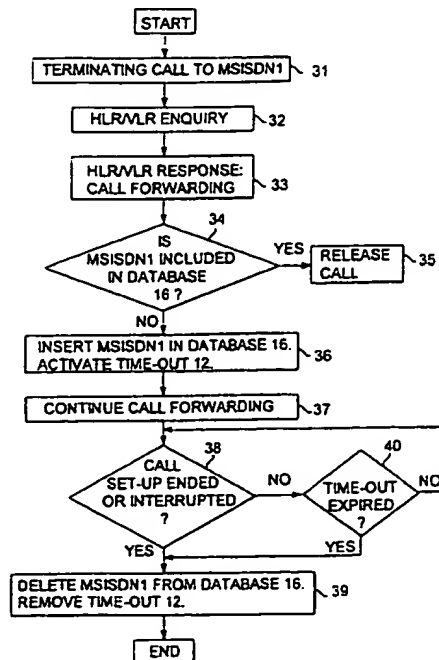 START
TERMINATING CALL TO MSISDN1
31
HLR/VLR ENQUIRY
32
HLR/VLR RESPONSE:
CALL FORWARDING
33
34
IS
MSISDN1 INCLUDED
IN DATABASE
16 ?
YES
RELEASE
CALL
35
NO
INSERT MSISDN1 IN DATABASE 16.
ACTIVATE TIME-OUT 12.
36
CONTINUE CALL FORWARDING
37
38
CALL
SET-UP ENDED
OR INTERRUPTED
?
NO
40
TIME-OUT
EXPIRED
?
NO
YES
YES
DELETE MSISDN1 FROM DATABASE 16.
REMOVE TIME-OUT 12.
39
END